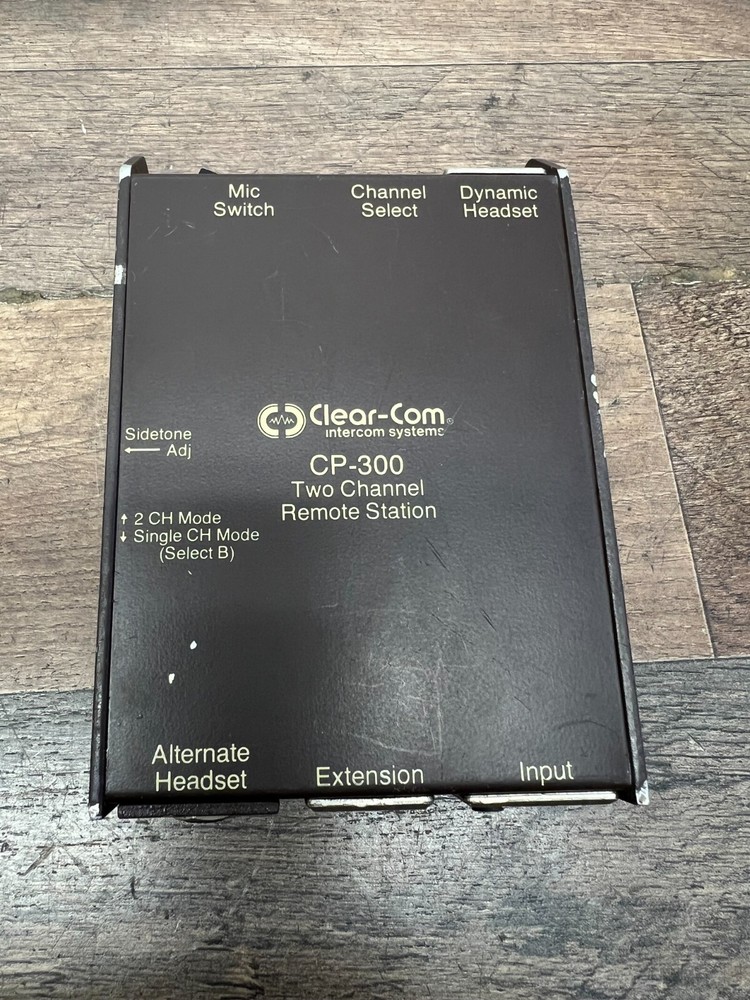 Mic
Switch
Channel
Select
Dynamic
Headset
Clear-Com®
intercom systems
Sidetone
← Adj
CP-300
Two Channel
Remote Station
↑ 2 CH Mode
↓ Single CH Mode
(Select B)
Alternate
Headset
Extension
Input